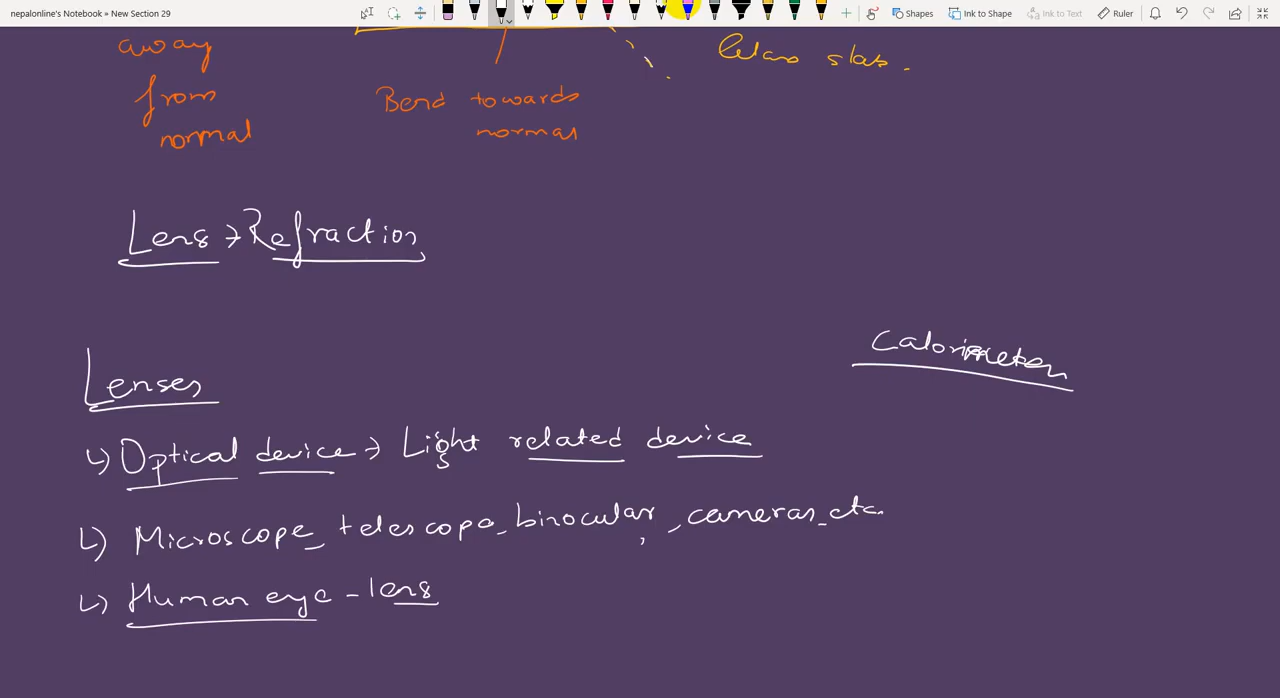 nepalonline's Notebook » New Section 29
Shapes
Ink to Shape
Ink to Text
Ruler
away
from
normal
Bend towards
normal
Glass slab.
Lens → Refraction
Calorimeter
Lenses
↳ Optical device → Light related device
↳ Microscope, telescope, binocular, cameras, etc.
↳ Human eye - lens